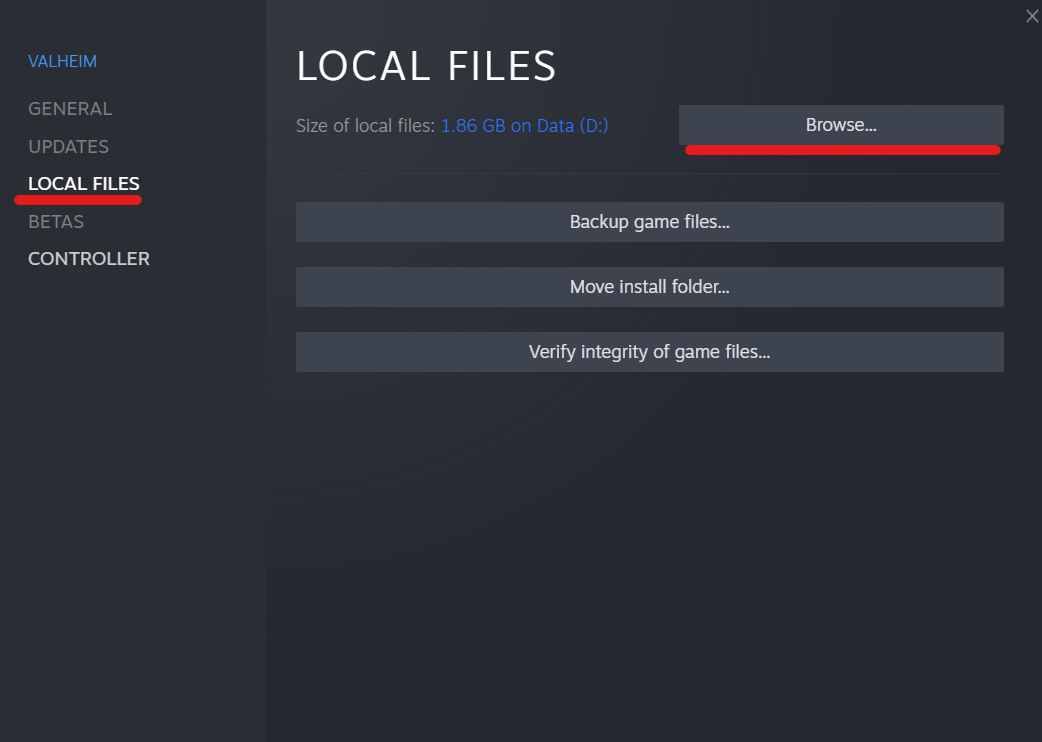 VALHEIM
GENERAL
UPDATES
LOCAL FILES
BETAS
CONTROLLER
LOCAL FILES
Size of local files: 1.86 GB on Data (D:)
Browse...
Backup game files...
Move install folder...
Verify integrity of game files...